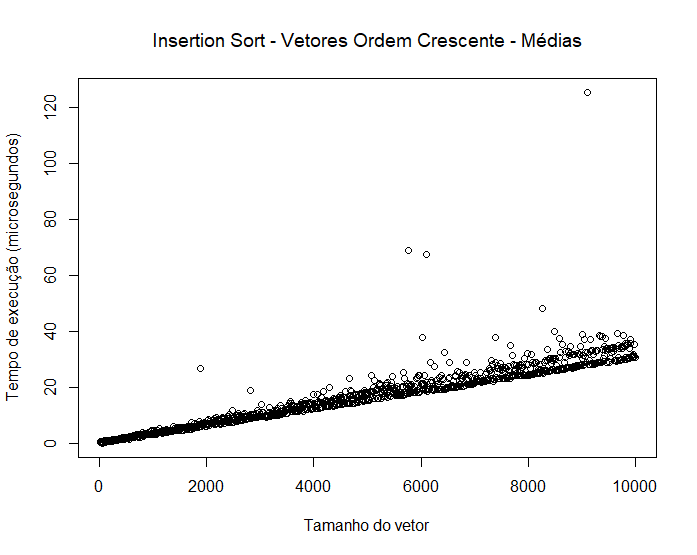 Insertion Sort - Vetores Ordem Crescente - Médias
Tempo de execução (microsegundos)
120
100
80
60
40
20
0
0 2000 4000 6000 8000 10000
Tamanho do vetor